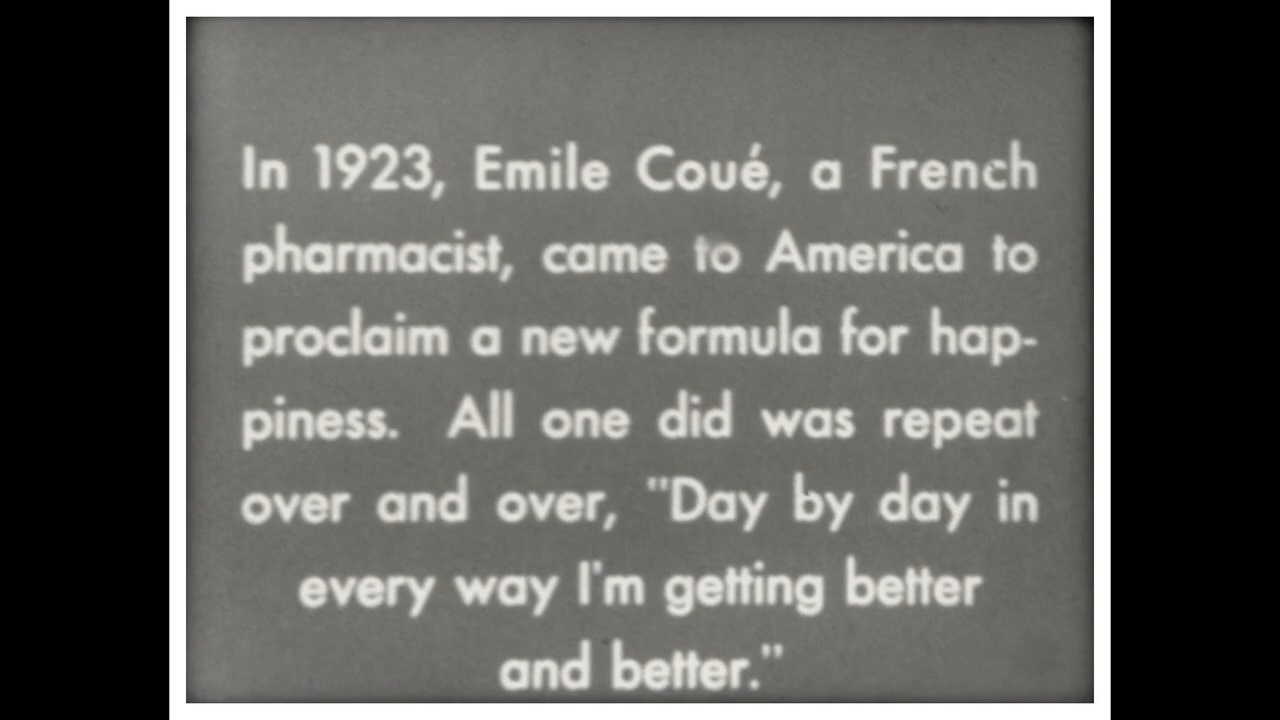 In 1923, Emile Coué, a French
pharmacist, came to America to
proclaim a new formula for hap-
piness. All one did was repeat
over and over, "Day by day in
every way I'm getting better
and better."